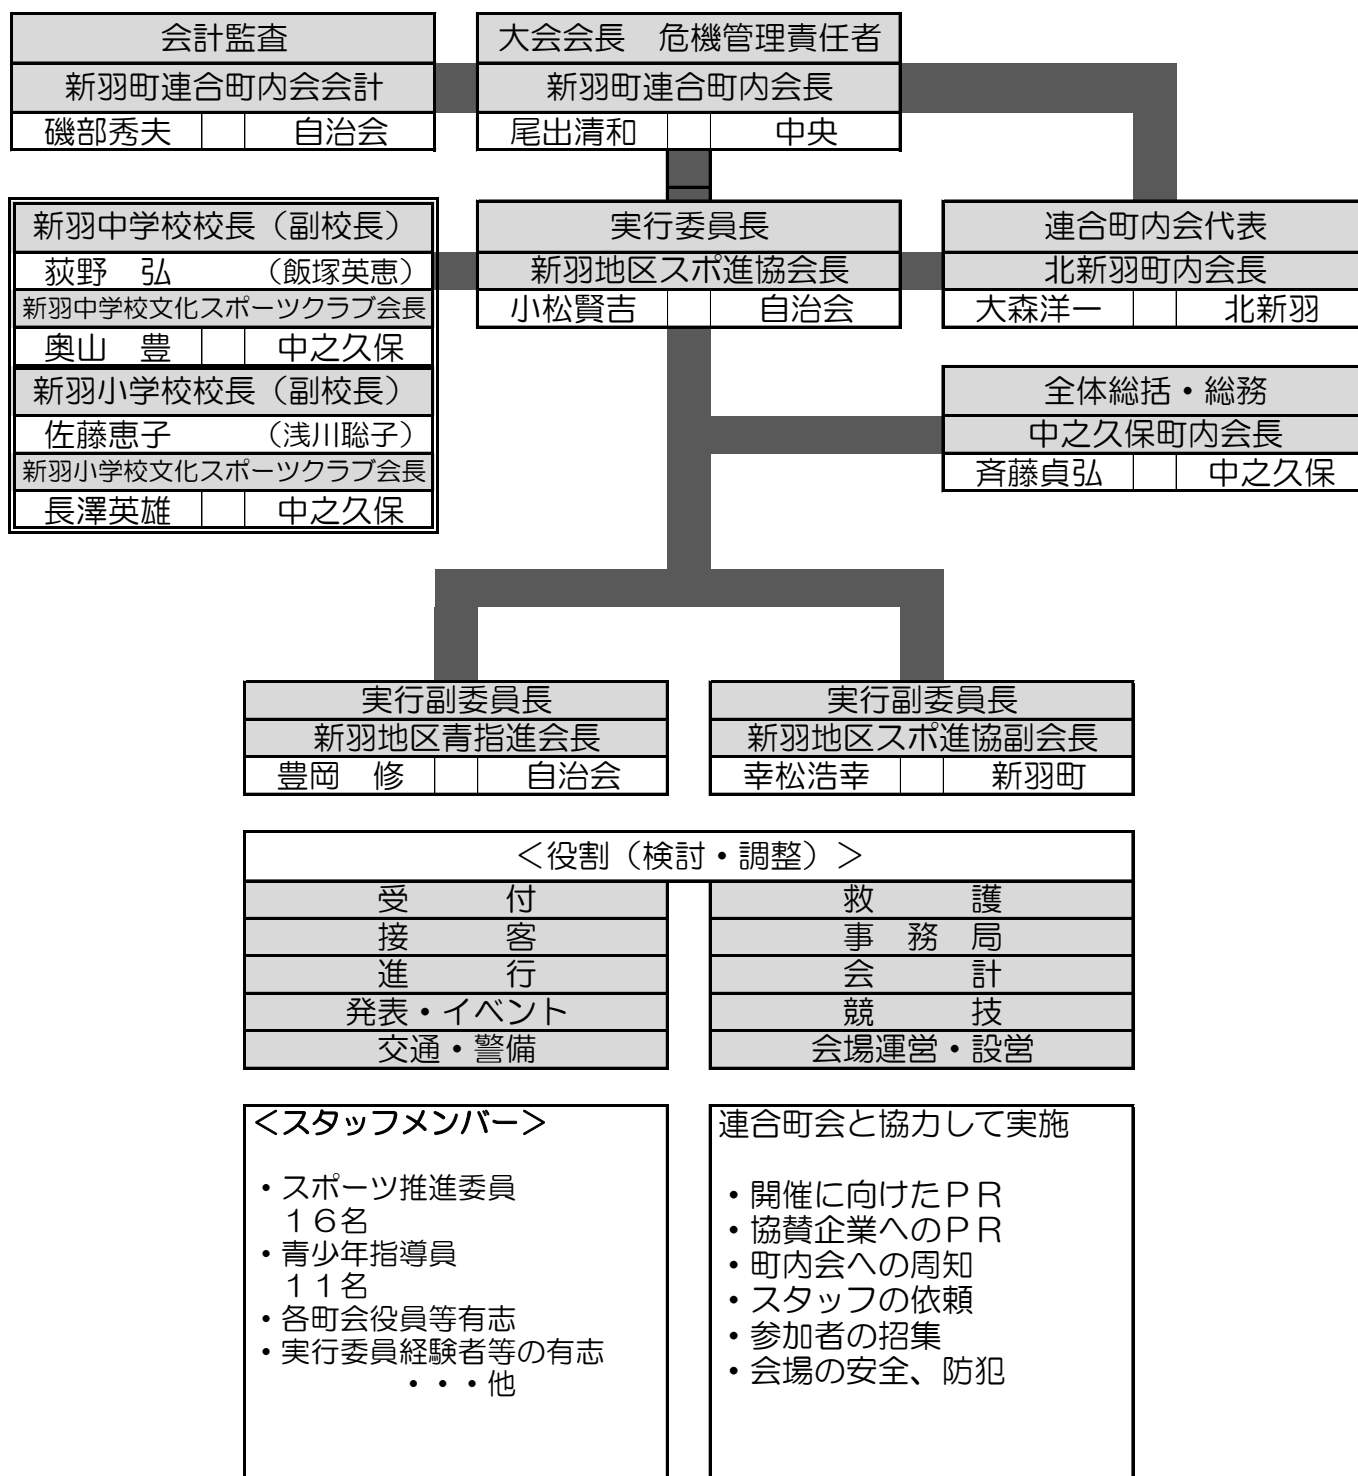 会計監査
新羽町連合町内会会計
磯部秀夫 自治会
大会会長　危機管理責任者
新羽町連合町内会長
尾出清和 中央
新羽中学校校長（副校長）
荻野　弘 （飯塚英恵）
新羽中学校文化スポーツクラブ会長
奥山　豊 中之久保
新羽小学校校長（副校長）
佐藤恵子 （浅川聡子）
新羽小学校文化スポーツクラブ会長
長澤英雄 中之久保
実行委員長
新羽地区スポ進協会長
小松賢吉 自治会
連合町内会代表
北新羽町内会長
大森洋一 北新羽
全体総括・総務
中之久保町内会長
斉藤貞弘 中之久保
実行副委員長
新羽地区青指進会長
豊岡　修 自治会
実行副委員長
新羽地区スポ進協副会長
幸松浩幸 新羽町
＜役割（検討・調整）＞
受　　付
接　　客
進　　行
発表・イベント
交通・警備
救　　護
事　務　局
会　　計
競　　技
会場運営・設営
＜スタッフメンバー＞
・スポーツ推進委員
１６名
・青少年指導員
１１名
・各町会役員等有志
・実行委員経験者等の有志
・・・他
連合町会と協力して実施
・開催に向けたＰＲ
・協賛企業へのＰＲ
・町内会への周知
・スタッフの依頼
・参加者の招集
・会場の安全、防犯